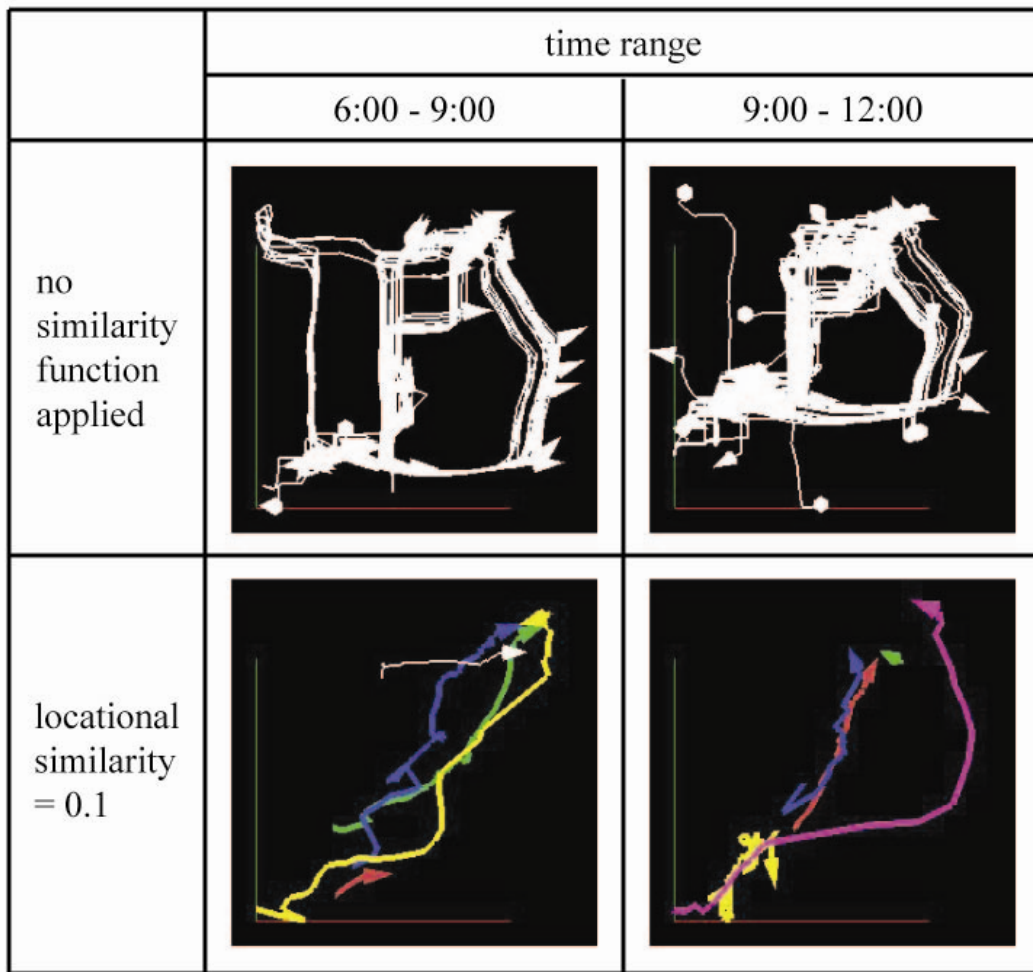 time range
6:00 - 9:00
9:00 - 12:00
no
similarity
function
applied
locational
similarity
= 0.1